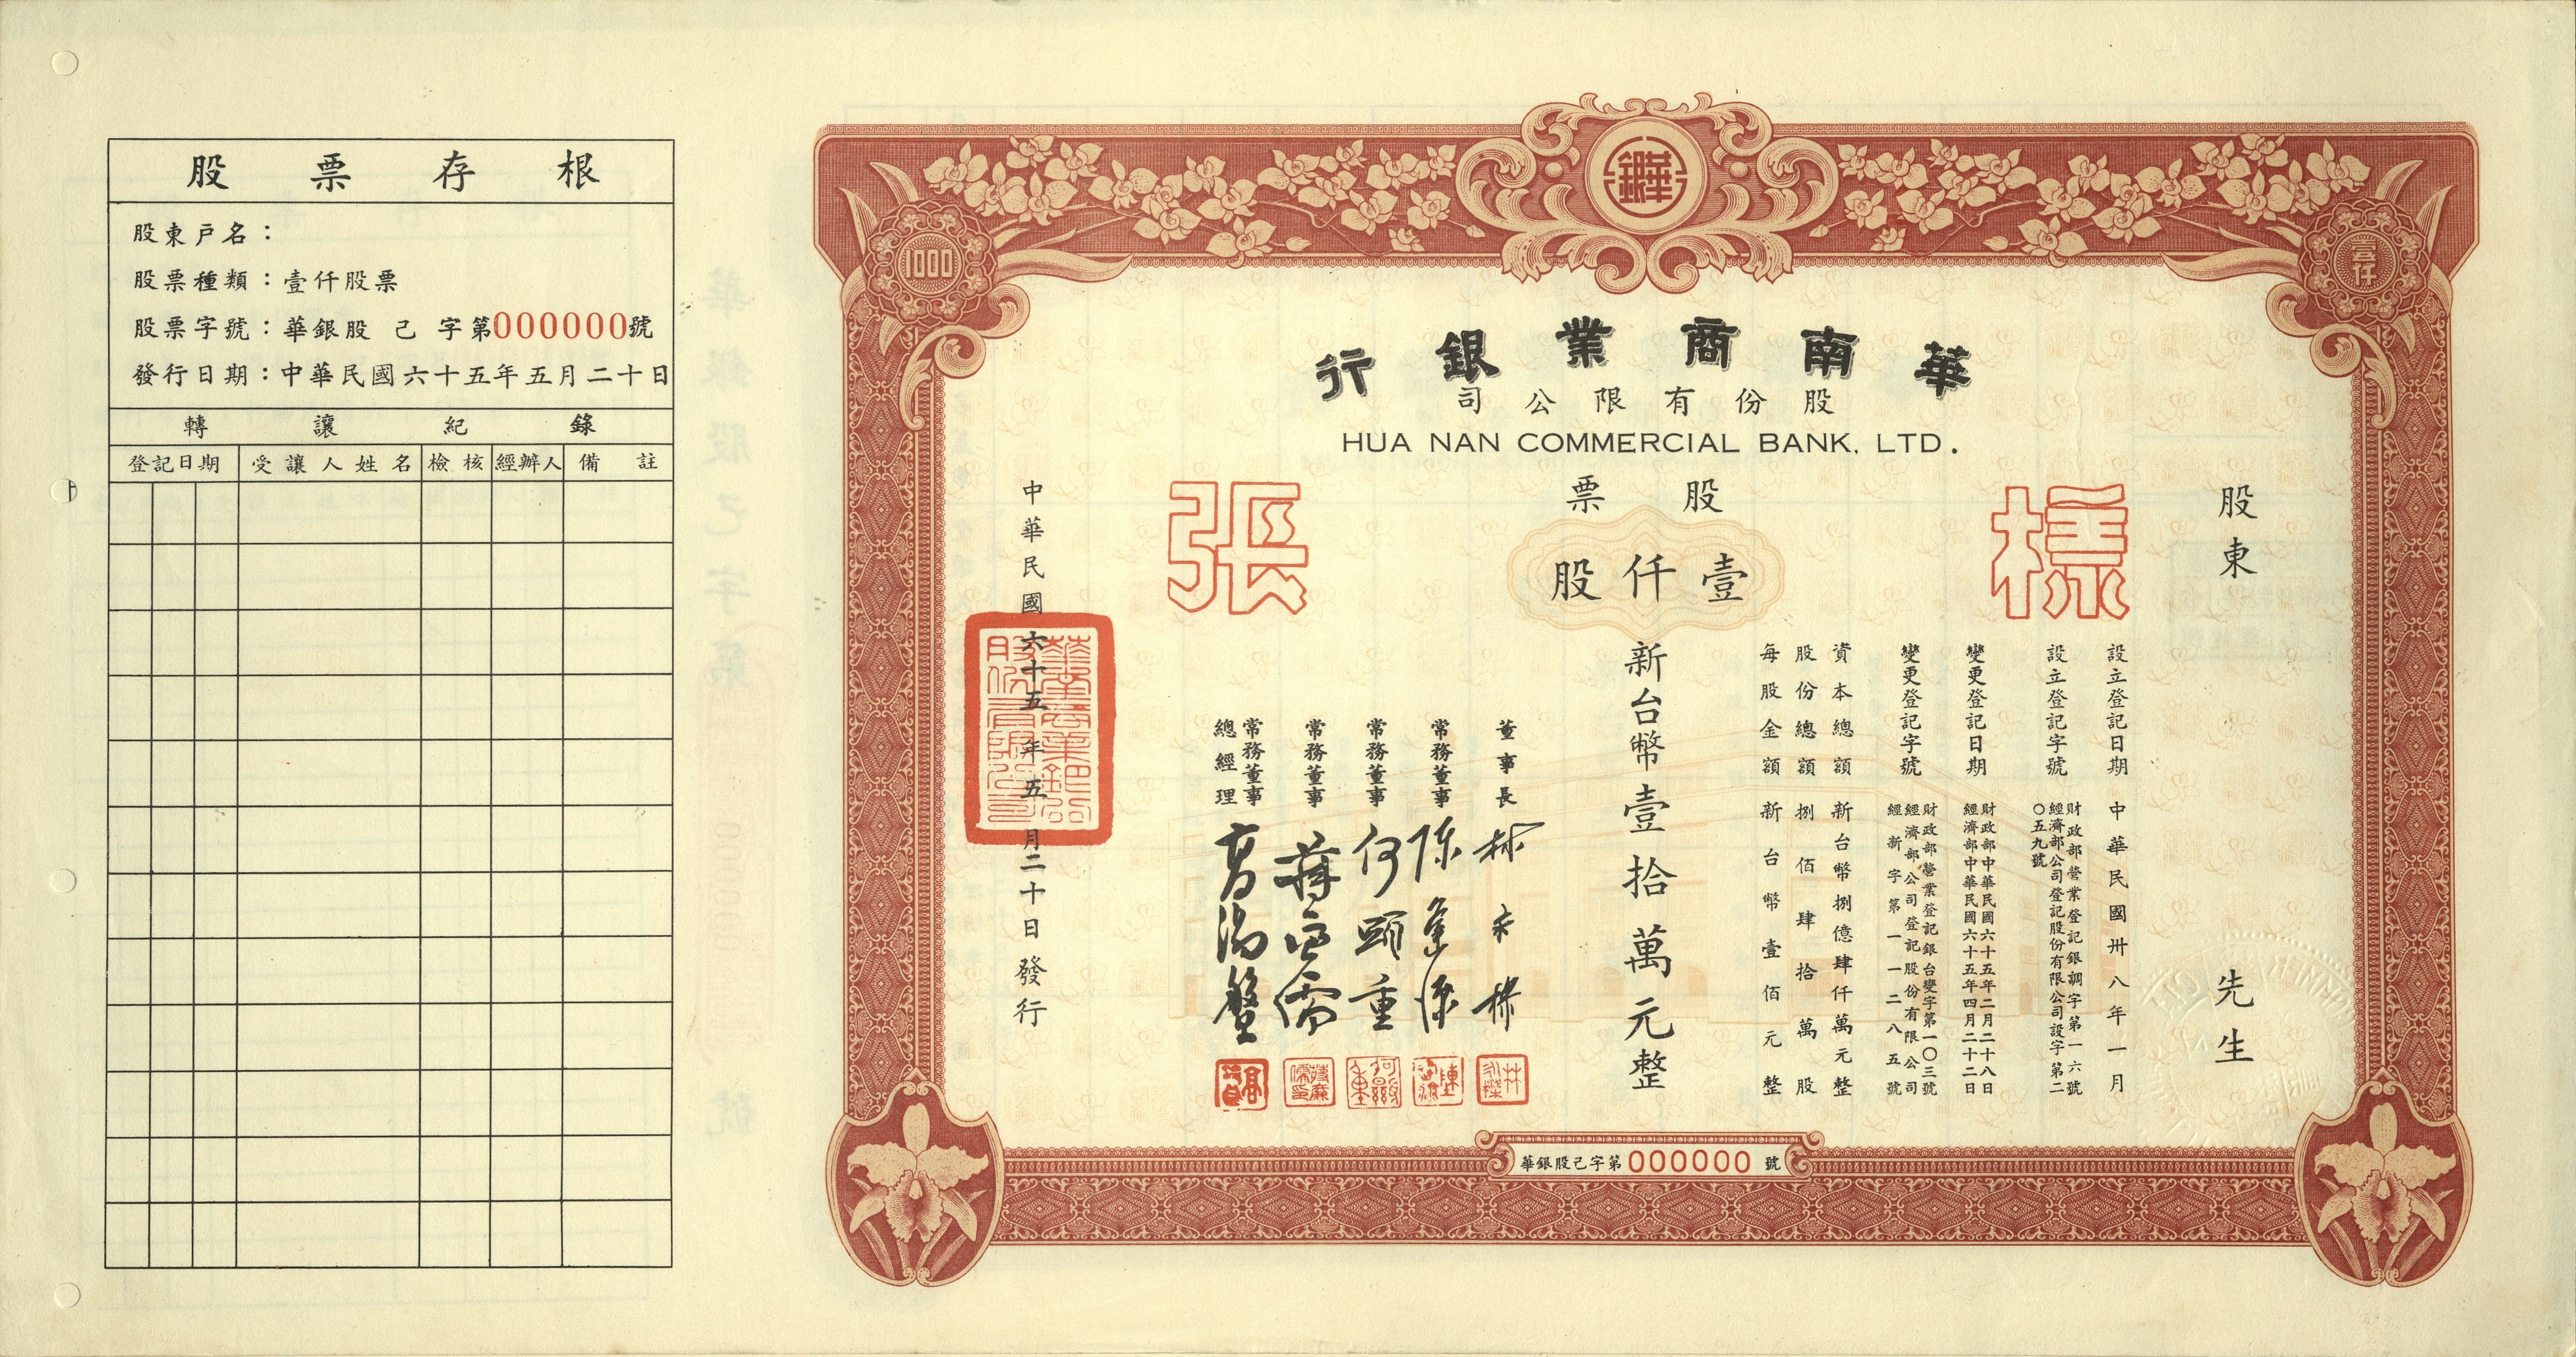 股票存根
股東戶名：
股票種類：壹仟股票
股票字號：華銀股 己 字第000000號
發行日期：中華民國六十五年五月二十日
轉讓紀錄
登記日期 受讓人姓名 檢核 經辦人 備註
1000
銀華
壹仟
華南商業銀行
股份有限公司
HUA NAN COMMERCIAL BANK, LTD.
股票
壹仟股
樣張
股東
先生
設立登記日期 中華民國卅八年一月
設立登記字號 財政部營業登記銀調字第一六號
經濟部公司登記股份有限公司設字第二
〇五九號
變更登記日期 財政部中華民國六十五年二月二十八日
經濟部中華民國六十五年四月二十二日
變更登記字號 財政部營業登記銀台變字第一〇三號
經濟部公司登記股份有限公司
經新字第一一二八五號
資本總額 新台幣捌億肆仟萬元整
股份總額 捌佰肆拾萬股
每股金額 新台幣壹佰元整
新台幣壹拾萬元整
董事長
常務董事
常務董事 何顯重
常務董事
常務董事
總經理
中華民國六十五年五月二十日發行
華銀股己字第000000號